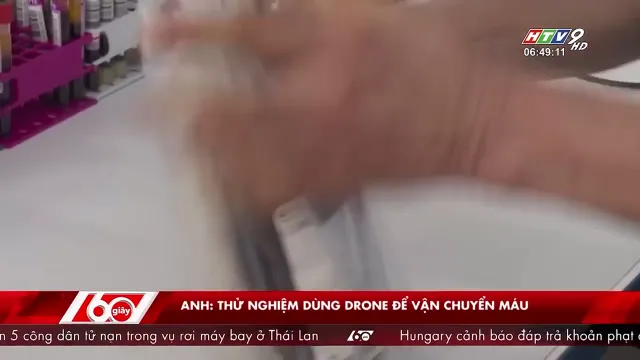 HTV9 HD
06:49:11
60 giây
ANH: THỬ NGHIỆM DÙNG DRONE ĐỂ VẬN CHUYỂN MÁU
n 5 công dân tử nạn trong vụ rơi máy bay ở Thái Lan 60 Hungary cảnh báo đáp trả khoản phạt